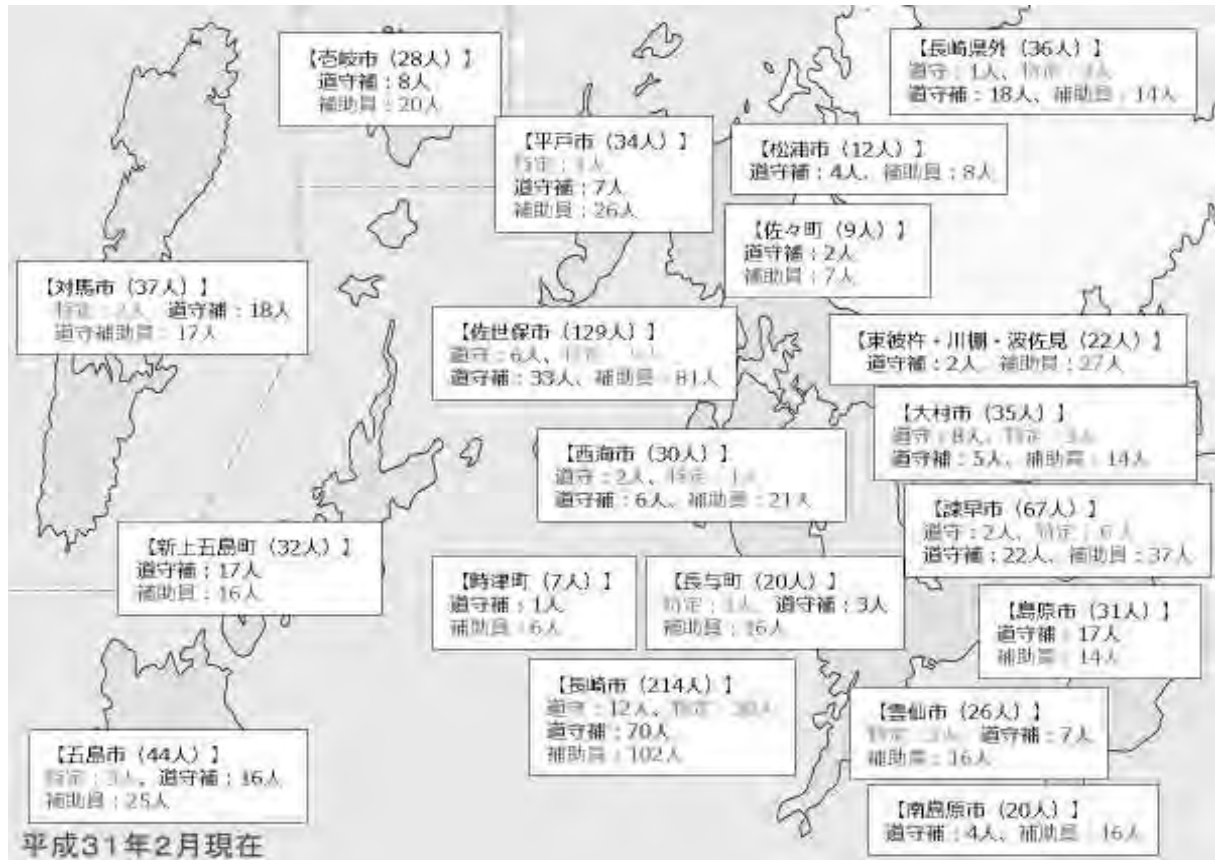 【壱岐市（28人）】
道守補：8人
補助員：20人
【長崎県外（36人）】
道守：1人、特定：3人
道守補：18人、補助員：14人
【平戸市（34人）】
特定：1人
道守補：7人
補助員：26人
【松浦市（12人）】
道守補：4人、補助員：8人
【佐々町（9人）】
道守補：2人
補助員：7人
【対馬市（37人）】
特定：2人 道守補：18人
道守補助員：17人
【佐世保市（129人）】
道守：6人、特定：
道守補：33人、補助員：81人
【東彼杵・川棚・波佐見（22人）】
道守補：2人 補助員：27人
【大村市（35人）】
道守：8人、特定：
道守補：5人、補助員：14人
【西海市（30人）】
道守：2人、特定：1人
道守補：6人、補助員：21人
【諫早市（67人）】
道守：2人、特定：6人
道守補：22人、補助員：37人
【新上五島町（32人）】
道守補：17人
補助員：16人
【時津町（7人）】
道守補：1人
補助員：6人
【長与町（20人）】
特定：1人、道守補：3人
補助員：16人
【島原市（31人）】
道守補：17人
補助員：14人
【長崎市（214人）】
道守：12人、特定：30人
道守補：70人
補助員：102人
【雲仙市（26人）】
特定：3人 道守補：7人
補助員：16人
【五島市（44人）】
特定：3人、道守補：16人
補助員：25人
【南島原市（20人）】
道守補：4人、補助員：16人
平成31年2月現在